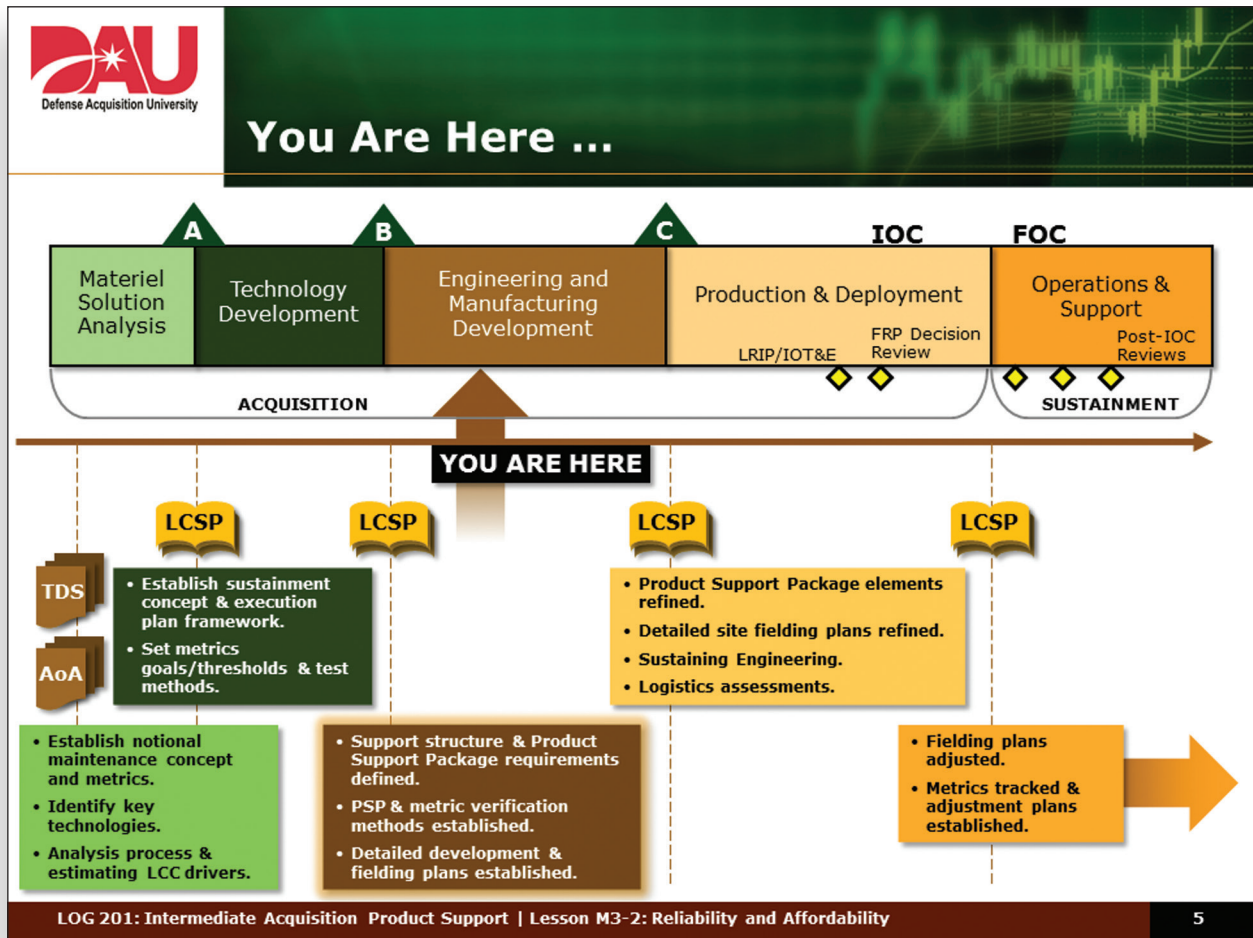 DAU
Defense Acquisition University
You Are Here ...
A
B
C
IOC
FOC
Materiel
Solution
Analysis
Technology
Development
Engineering and
Manufacturing
Development
Production & Deployment
LRIP/IOT&E
FRP Decision
Review
Operations &
Support
Post-IOC
Reviews
ACQUISITION
SUSTAINMENT
YOU ARE HERE
LCSP
LCSP
LCSP
LCSP
TDS
AoA
• Establish sustainment
concept & execution
plan framework.
• Set metrics
goals/thresholds & test
methods.
• Product Support Package elements
refined.
• Detailed site fielding plans refined.
• Sustaining Engineering.
• Logistics assessments.
• Establish notional
maintenance concept
and metrics.
• Identify key
technologies.
• Analysis process &
estimating LCC drivers.
• Support structure & Product
Support Package requirements
defined.
• PSP & metric verification
methods established.
• Detailed development &
fielding plans established.
• Fielding plans
adjusted.
• Metrics tracked &
adjustment plans
established.
LOG 201: Intermediate Acquisition Product Support | Lesson M3-2: Reliability and Affordability
5